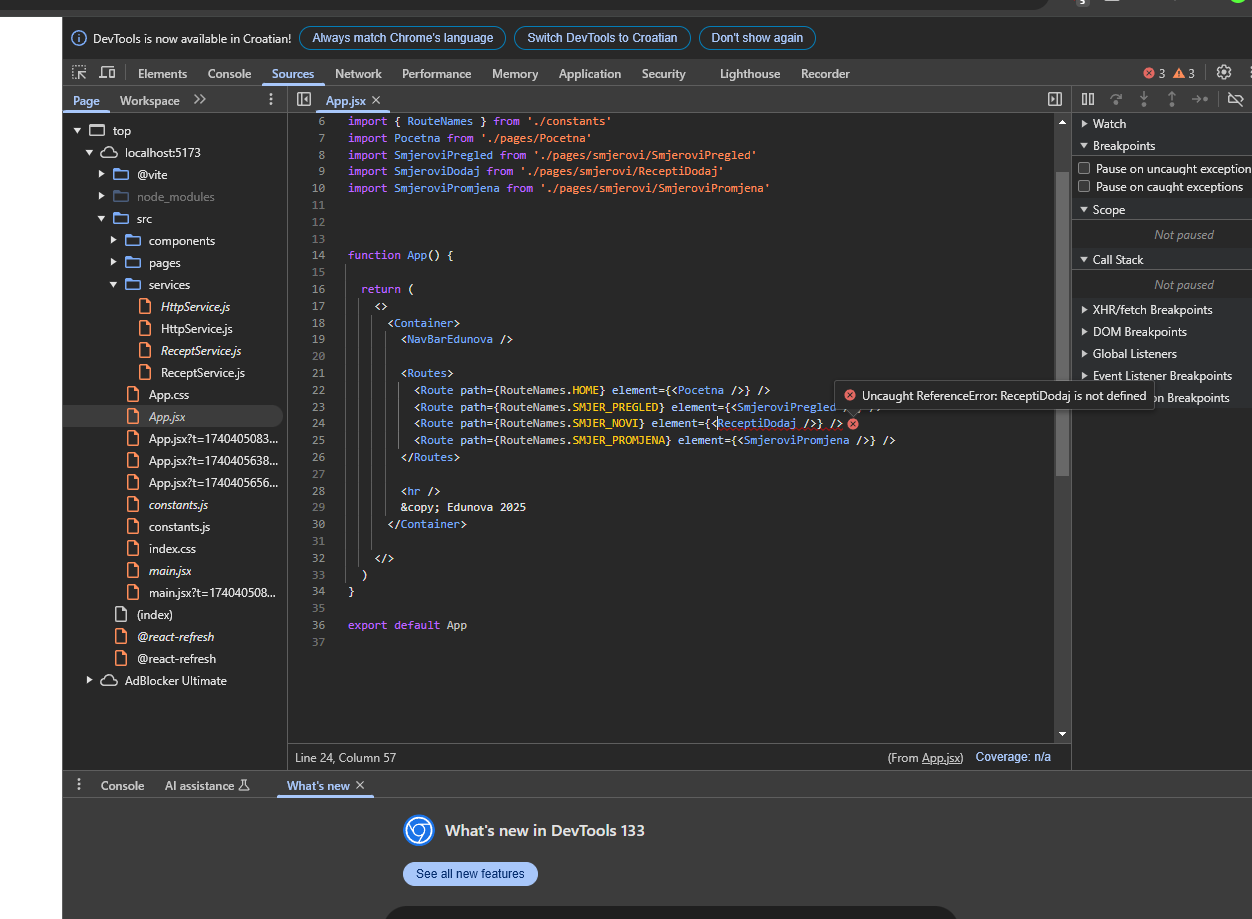 DevTools is now available in Croatian! Always match Chrome's language Switch DevTools to Croatian Don't show again
Elements Console Sources Network Performance Memory Application Security Lighthouse Recorder 3 3
Page Workspace
App.jsx
top
localhost:5173
@vite
node_modules
src
components
pages
services
HttpService.js
HttpService.js
ReceptService.js
ReceptService.js
App.css
App.jsx
App.jsx?t=1740405083...
App.jsx?t=1740405638...
App.jsx?t=1740405656...
constants.js
constants.js
index.css
main.jsx
main.jsx?t=174040508...
(index)
@react-refresh
@react-refresh
AdBlocker Ultimate
6 import { RouteNames } from './constants'
7 import Pocetna from './pages/Pocetna'
8 import SmjeroviPregled from './pages/smjerovi/SmjeroviPregled'
9 import SmjeroviDodaj from './pages/smjerovi/ReceptiDodaj'
10 import SmjeroviPromjena from './pages/smjerovi/SmjeroviPromjena'
11
12
13
14 function App() {
15
16 return (
17 <>
18 <Container>
19 <NavBarEdunova />
20
21 <Routes>
22 <Route path={RouteNames.HOME} element={<Pocetna />} />
23 <Route path={RouteNames.SMJER_PREGLED} element={<SmjeroviPregled />} />
24 <Route path={RouteNames.SMJER_NOVI} element={<ReceptiDodaj />} />
25 <Route path={RouteNames.SMJER_PROMJENA} element={<SmjeroviPromjena />} />
26 </Routes>
27
28 <hr />
29 &copy; Edunova 2025
30 </Container>
31
32 </>
33 )
34 }
35
36 export default App
37
Uncaught ReferenceError: ReceptiDodaj is not defined
Watch
Breakpoints
Pause on uncaught exception
Pause on caught exceptions
Scope
Not paused
Call Stack
Not paused
XHR/fetch Breakpoints
DOM Breakpoints
Global Listeners
Event Listener Breakpoints
on Breakpoints
Line 24, Column 57 (From App.jsx) Coverage: n/a
Console AI assistance What's new
What's new in DevTools 133
See all new features